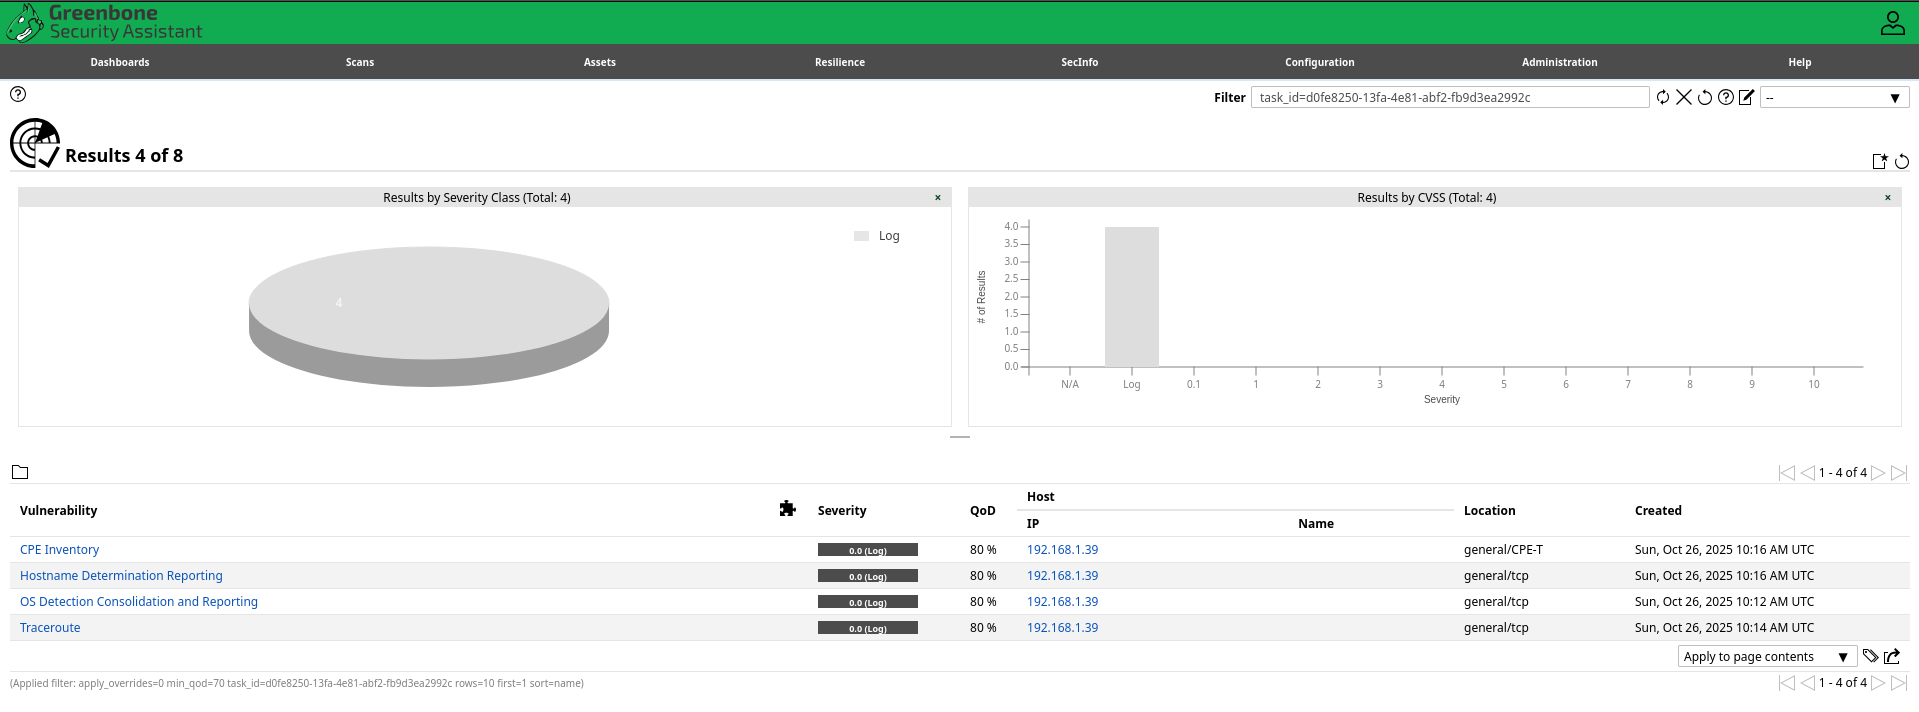 Greenbone
Security Assistant
Dashboards Scans Assets Resilience SecInfo Configuration Administration Help
Filter task_id=d0fe8250-13fa-4e81-abf2-fb9d3ea2992c --
Results 4 of 8
Results by Severity Class (Total: 4) ×
Log
4
Results by CVSS (Total: 4) ×
# of Results
4.0
3.5
3.0
2.5
2.0
1.5
1.0
0.5
0.0
N/A Log 0.1 1 2 3 4 5 6 7 8 9 10
Severity
1 - 4 of 4
Vulnerability Severity QoD Host Location Created
IP Name
CPE Inventory 0.0 (Log) 80 % 192.168.1.39 general/CPE-T Sun, Oct 26, 2025 10:16 AM UTC
Hostname Determination Reporting 0.0 (Log) 80 % 192.168.1.39 general/tcp Sun, Oct 26, 2025 10:16 AM UTC
OS Detection Consolidation and Reporting 0.0 (Log) 80 % 192.168.1.39 general/tcp Sun, Oct 26, 2025 10:12 AM UTC
Traceroute 0.0 (Log) 80 % 192.168.1.39 general/tcp Sun, Oct 26, 2025 10:14 AM UTC
Apply to page contents
(Applied filter: apply_overrides=0 min_qod=70 task_id=d0fe8250-13fa-4e81-abf2-fb9d3ea2992c rows=10 first=1 sort=name) 1 - 4 of 4